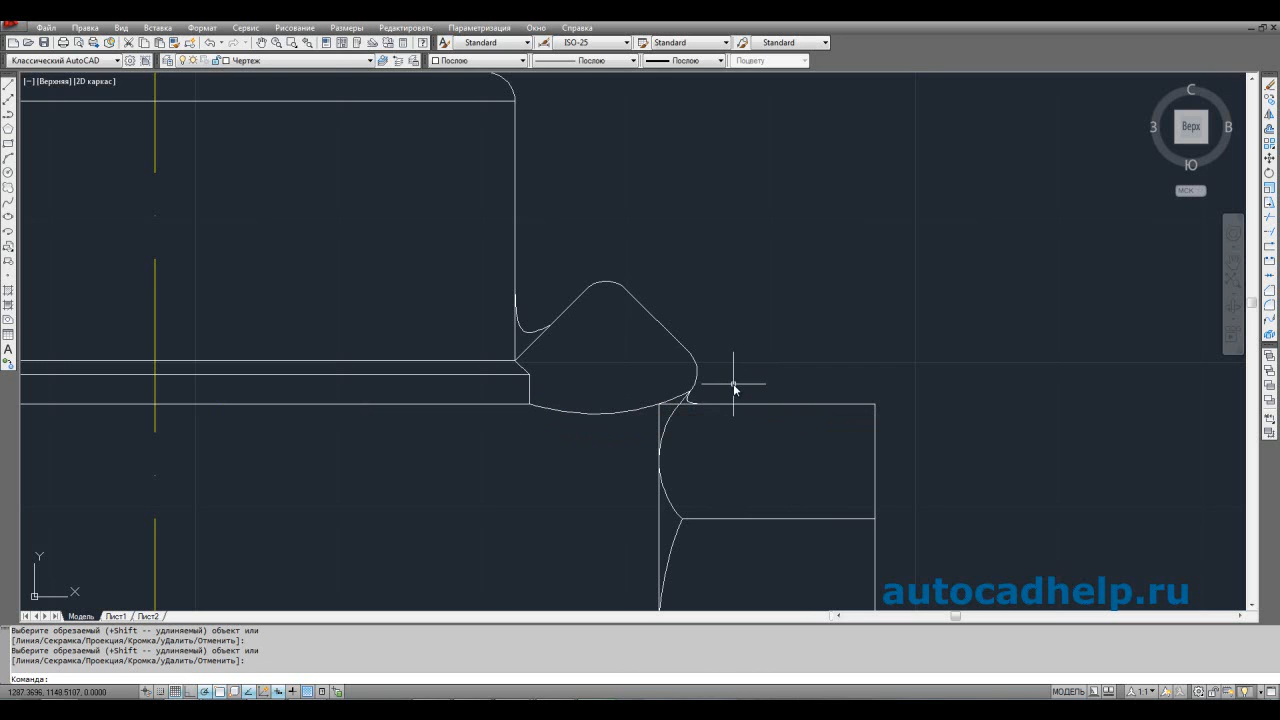 Файл Правка Вид Вставка Формат Сервис Рисование Размеры Редактировать Параметризация Окно Справка
Standard ISO-25 Standard Standard
Классический AutoCAD Чертеж Послою Послою Послою Поцвету
[−][Верхняя][2D каркас]
С
З Верх В
Ю
МСК
Y
X
autocadhelp.ru
Модель Лист1 Лист2
Выберите обрезаемый (+Shift -- удлиняемый) объект или
[Линия/Секрамка/Проекция/Кромка/уДалить/Отменить]:
Выберите обрезаемый (+Shift -- удлиняемый) объект или
[Линия/Секрамка/Проекция/Кромка/уДалить/Отменить]:
Команда:
1287.3696, 1148.5107, 0.0000 МОДЕЛЬ 1:1